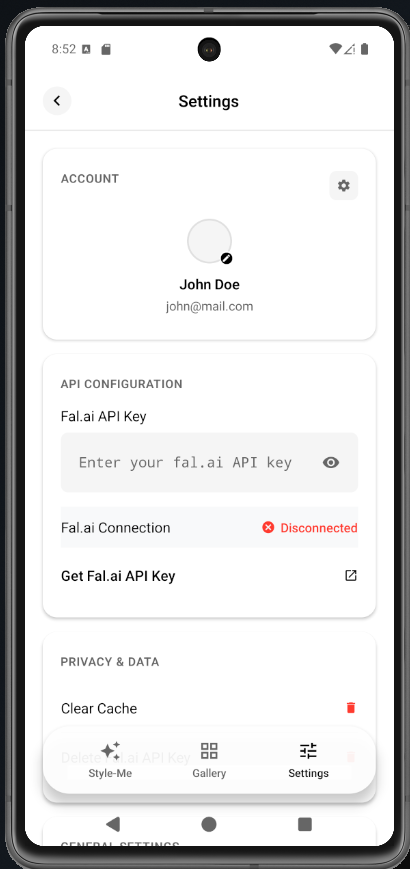 8:52
Settings
ACCOUNT
John Doe
john@mail.com
API CONFIGURATION
Fal.ai API Key
Enter your fal.ai API key
Fal.ai Connection Disconnected
Get Fal.ai API Key
PRIVACY & DATA
Clear Cache
Delete Fal.ai API Key
Style-Me Gallery Settings
GENERAL SETTINGS